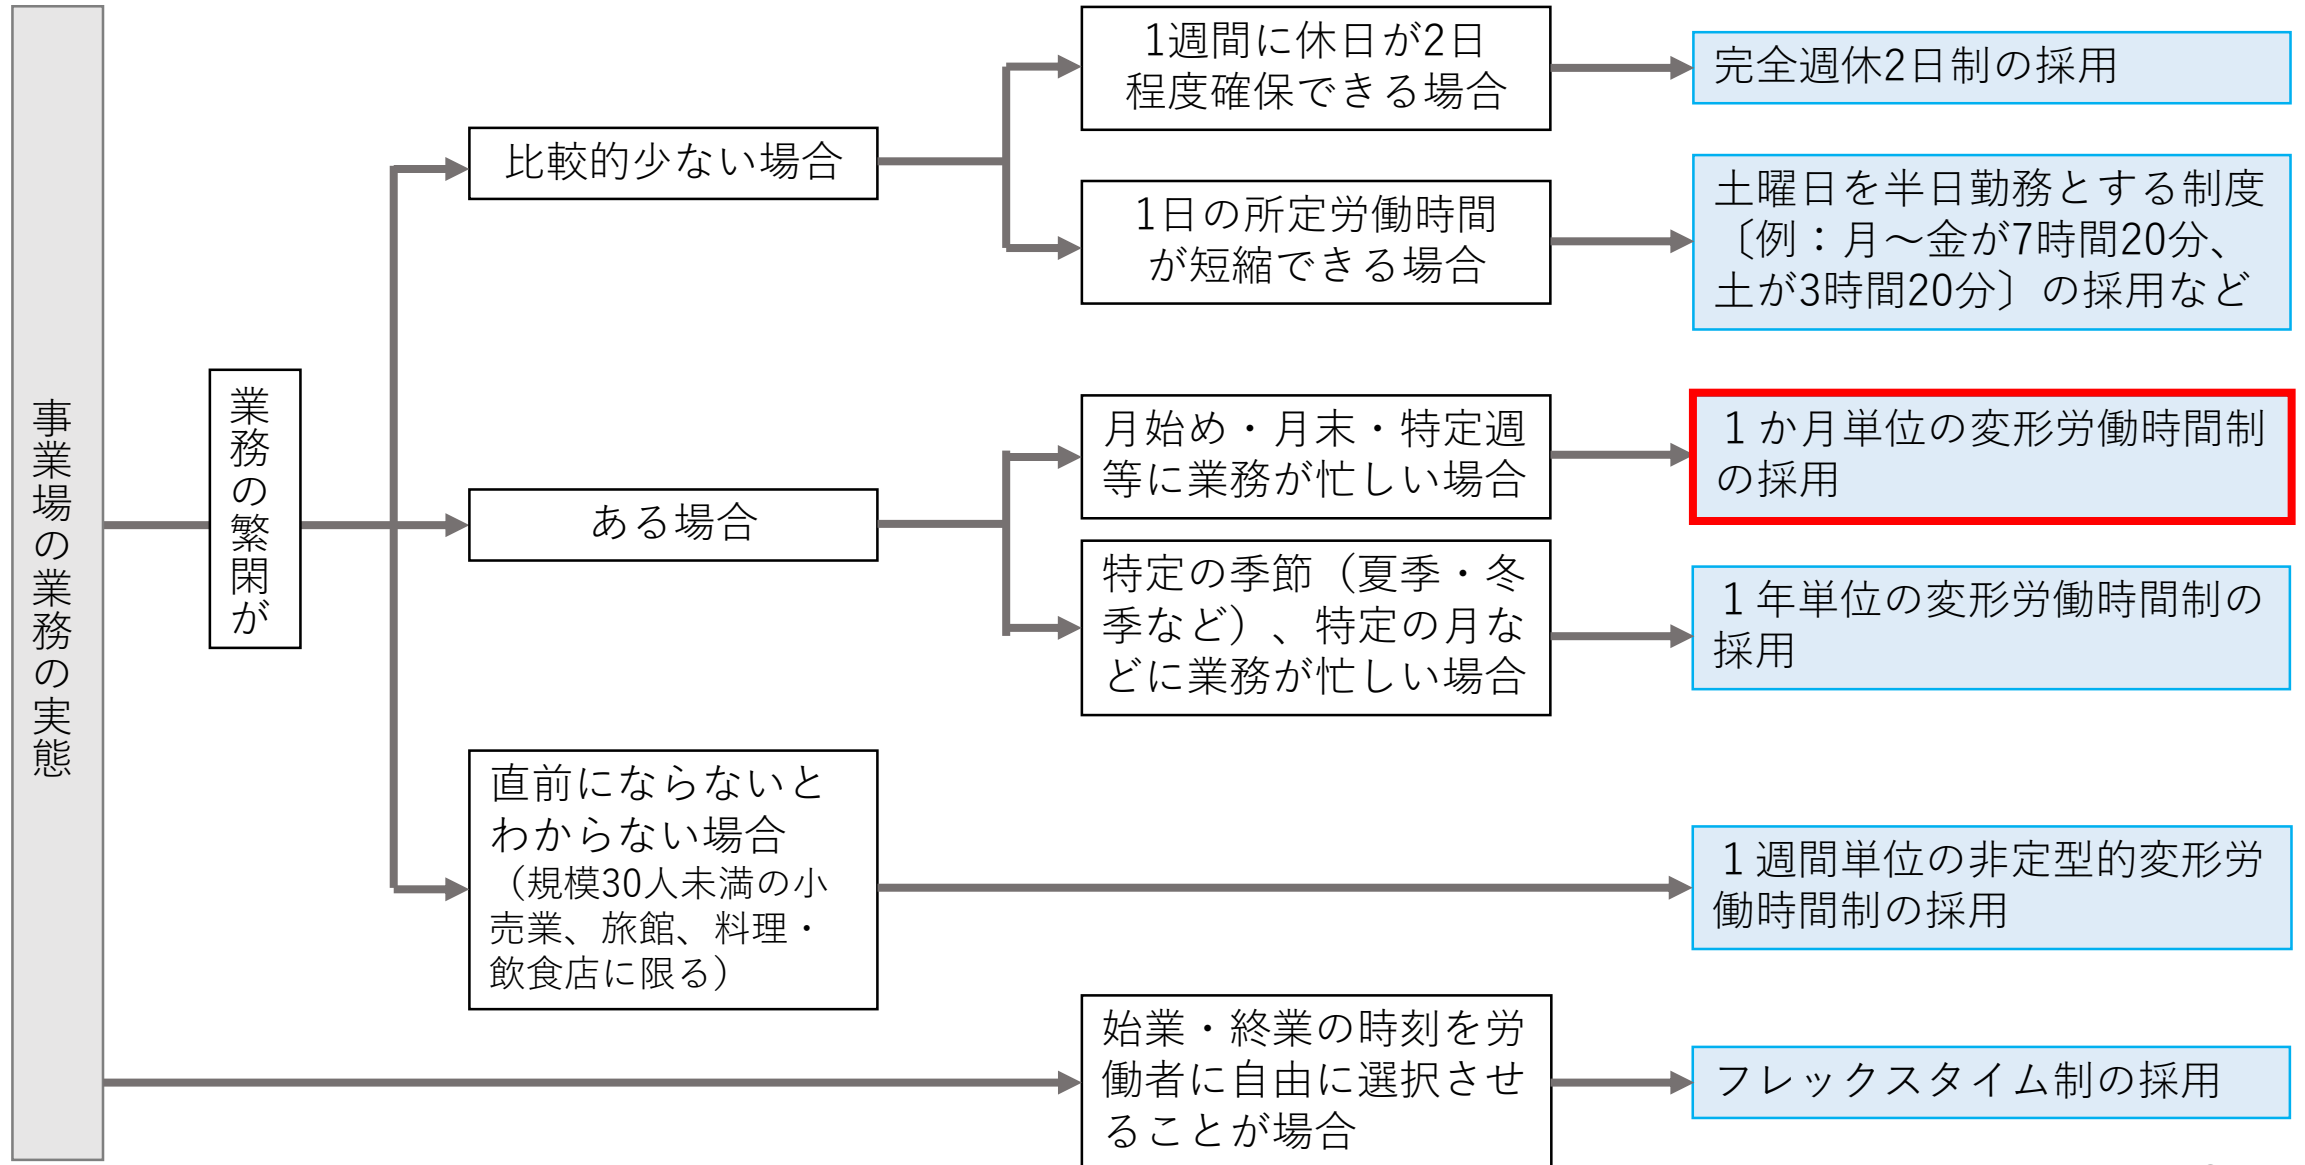 事業場の業務の実態
業務の繁閑が
比較的少ない場合
1週間に休日が2日
程度確保できる場合
完全週休2日制の採用
1日の所定労働時間
が短縮できる場合
土曜日を半日勤務とする制度
〔例：月～金が7時間20分、
土が3時間20分〕の採用など
ある場合
月始め・月末・特定週
等に業務が忙しい場合
１か月単位の変形労働時間制
の採用
特定の季節（夏季・冬
季など）、特定の月な
どに業務が忙しい場合
１年単位の変形労働時間制の
採用
直前にならないと
わからない場合
（規模30人未満の小
売業、旅館、料理・
飲食店に限る）
１週間単位の非定型的変形労
働時間制の採用
始業・終業の時刻を労
働者に自由に選択させ
ることが場合
フレックスタイム制の採用